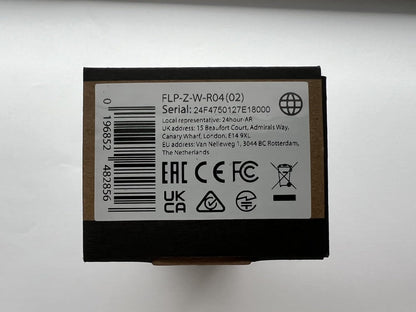 FLP-Z-W-R04(02)
Serial: 24F4750127E18000
Local representative: 24hour-AR
UK address: 15 Beaufort Court, Admirals Way,
Canary Wharf, London, E14 9XL
EU address: Van Nelleweg 1, 3044 BC Rotterdam,
The Netherlands
EAC CE FC
UK
CA
0 196852 482856